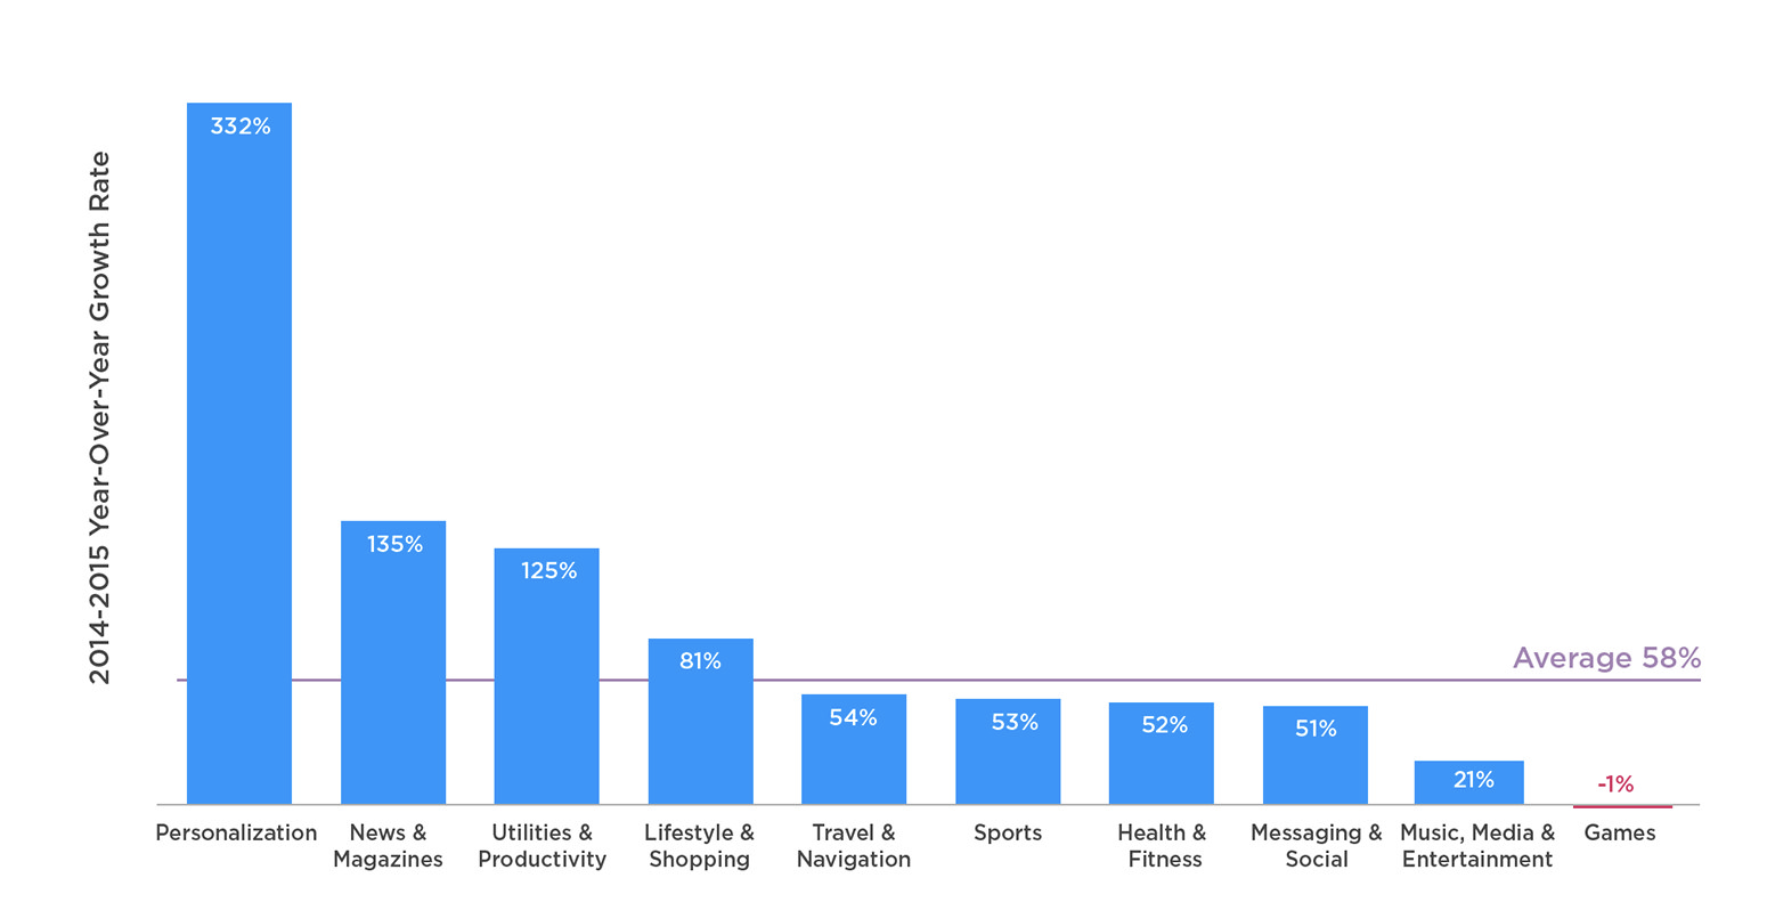 2014-2015 Year-Over-Year Growth Rate
332%
135%
125%
81%
54%
53%
52%
51%
21%
-1%
Average 58%
Personalization
News &
Magazines
Utilities &
Productivity
Lifestyle &
Shopping
Travel &
Navigation
Sports
Health &
Fitness
Messaging &
Social
Music, Media &
Entertainment
Games